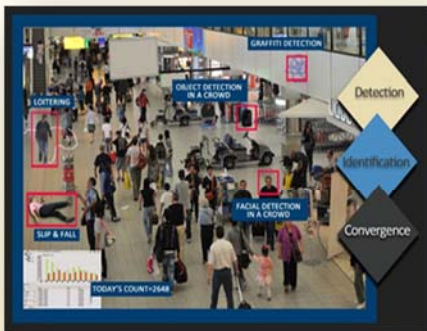 GRAFFITI DETECTION
LOITERING
OBJECT DETECTION
IN A CROWD
Detection
Identification
FACIAL DETECTION
IN A CROWD
Convergence
SLIP & FALL
TODAY'S COUNT=2648